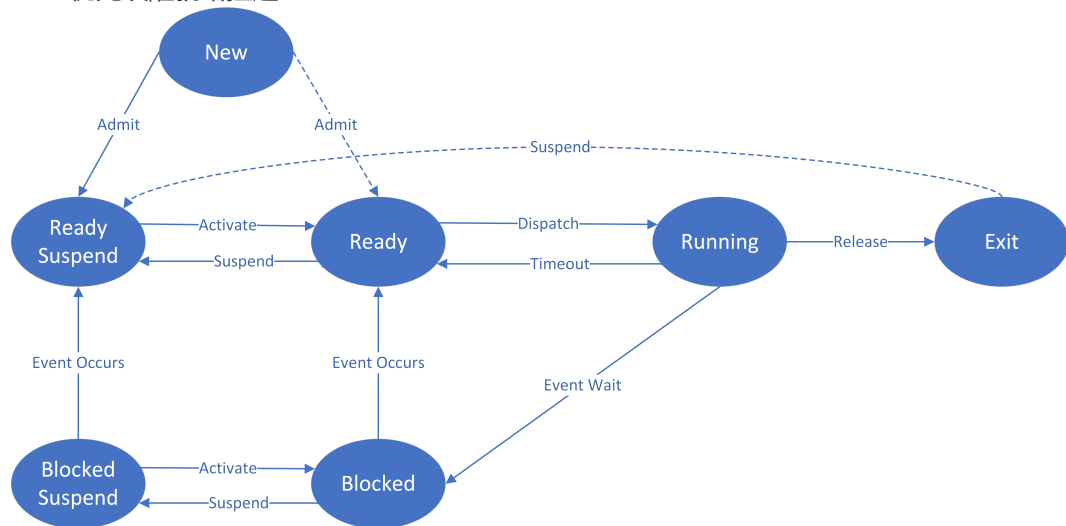 New
Admit
Admit
Suspend
Ready
Suspend
Activate
Suspend
Ready
Dispatch
Timeout
Running
Release
Exit
Event Occurs
Event Occurs
Event Wait
Blocked
Suspend
Activate
Suspend
Blocked